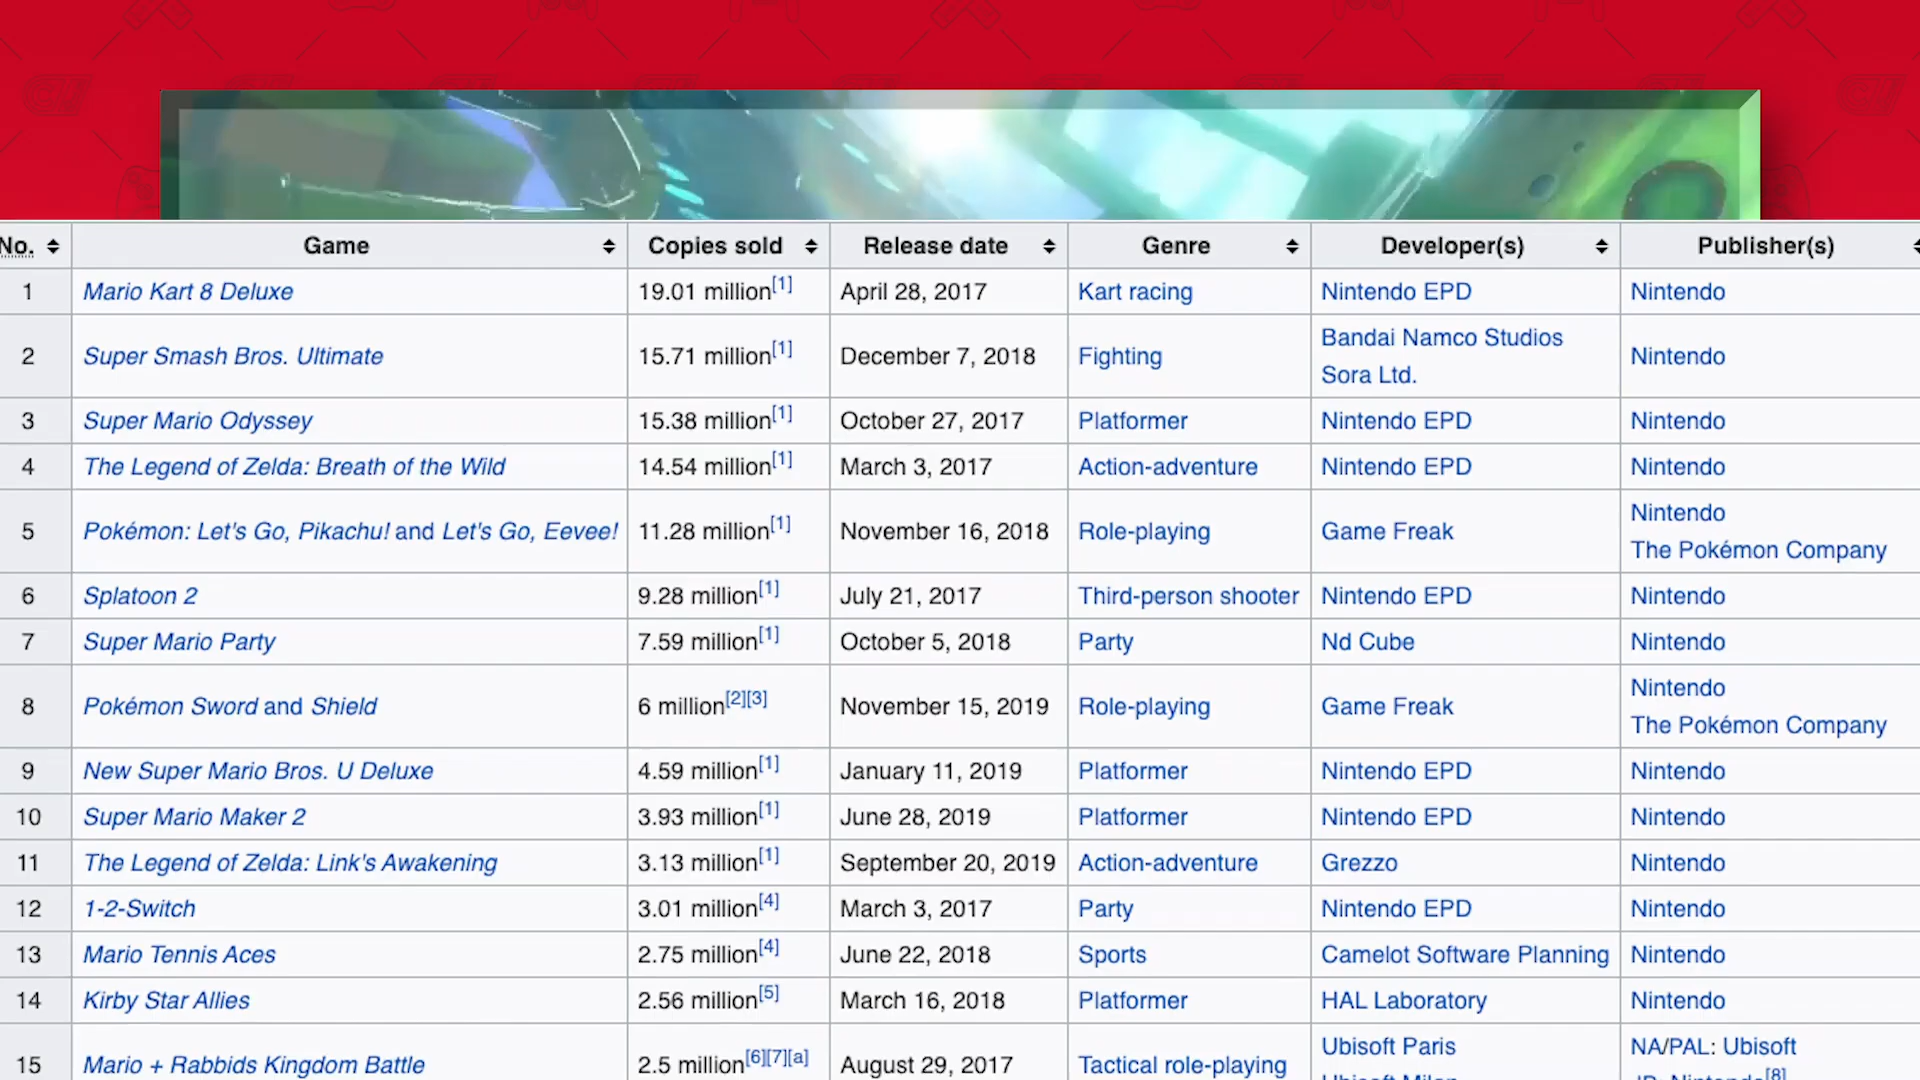 No. Game Copies sold Release date Genre Developer(s) Publisher(s)
1 Mario Kart 8 Deluxe 19.01 million[1] April 28, 2017 Kart racing Nintendo EPD Nintendo
2 Super Smash Bros. Ultimate 15.71 million[1] December 7, 2018 Fighting Bandai Namco Studios Nintendo
Sora Ltd.
3 Super Mario Odyssey 15.38 million[1] October 27, 2017 Platformer Nintendo EPD Nintendo
4 The Legend of Zelda: Breath of the Wild 14.54 million[1] March 3, 2017 Action-adventure Nintendo EPD Nintendo
5 Pokémon: Let's Go, Pikachu! and Let's Go, Eevee! 11.28 million[1] November 16, 2018 Role-playing Game Freak Nintendo
The Pokémon Company
6 Splatoon 2 9.28 million[1] July 21, 2017 Third-person shooter Nintendo EPD Nintendo
7 Super Mario Party 7.59 million[1] October 5, 2018 Party Nd Cube Nintendo
8 Pokémon Sword and Shield 6 million[2][3] November 15, 2019 Role-playing Game Freak Nintendo
The Pokémon Company
9 New Super Mario Bros. U Deluxe 4.59 million[1] January 11, 2019 Platformer Nintendo EPD Nintendo
10 Super Mario Maker 2 3.93 million[1] June 28, 2019 Platformer Nintendo EPD Nintendo
11 The Legend of Zelda: Link's Awakening 3.13 million[1] September 20, 2019 Action-adventure Grezzo Nintendo
12 1-2-Switch 3.01 million[4] March 3, 2017 Party Nintendo EPD Nintendo
13 Mario Tennis Aces 2.75 million[4] June 22, 2018 Sports Camelot Software Planning Nintendo
14 Kirby Star Allies 2.56 million[5] March 16, 2018 Platformer HAL Laboratory Nintendo
15 Mario + Rabbids Kingdom Battle 2.5 million[6][7][a] August 29, 2017 Tactical role-playing Ubisoft Paris NA/PAL: Ubisoft
Ubisoft Milan JP: Nintendo[8]